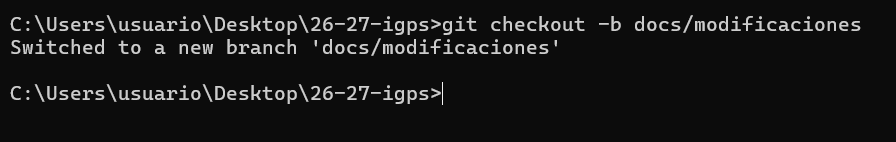 C:\Users\usuario\Desktop\26-27-igps>git checkout -b docs/modificaciones
Switched to a new branch 'docs/modificaciones'
C:\Users\usuario\Desktop\26-27-igps>